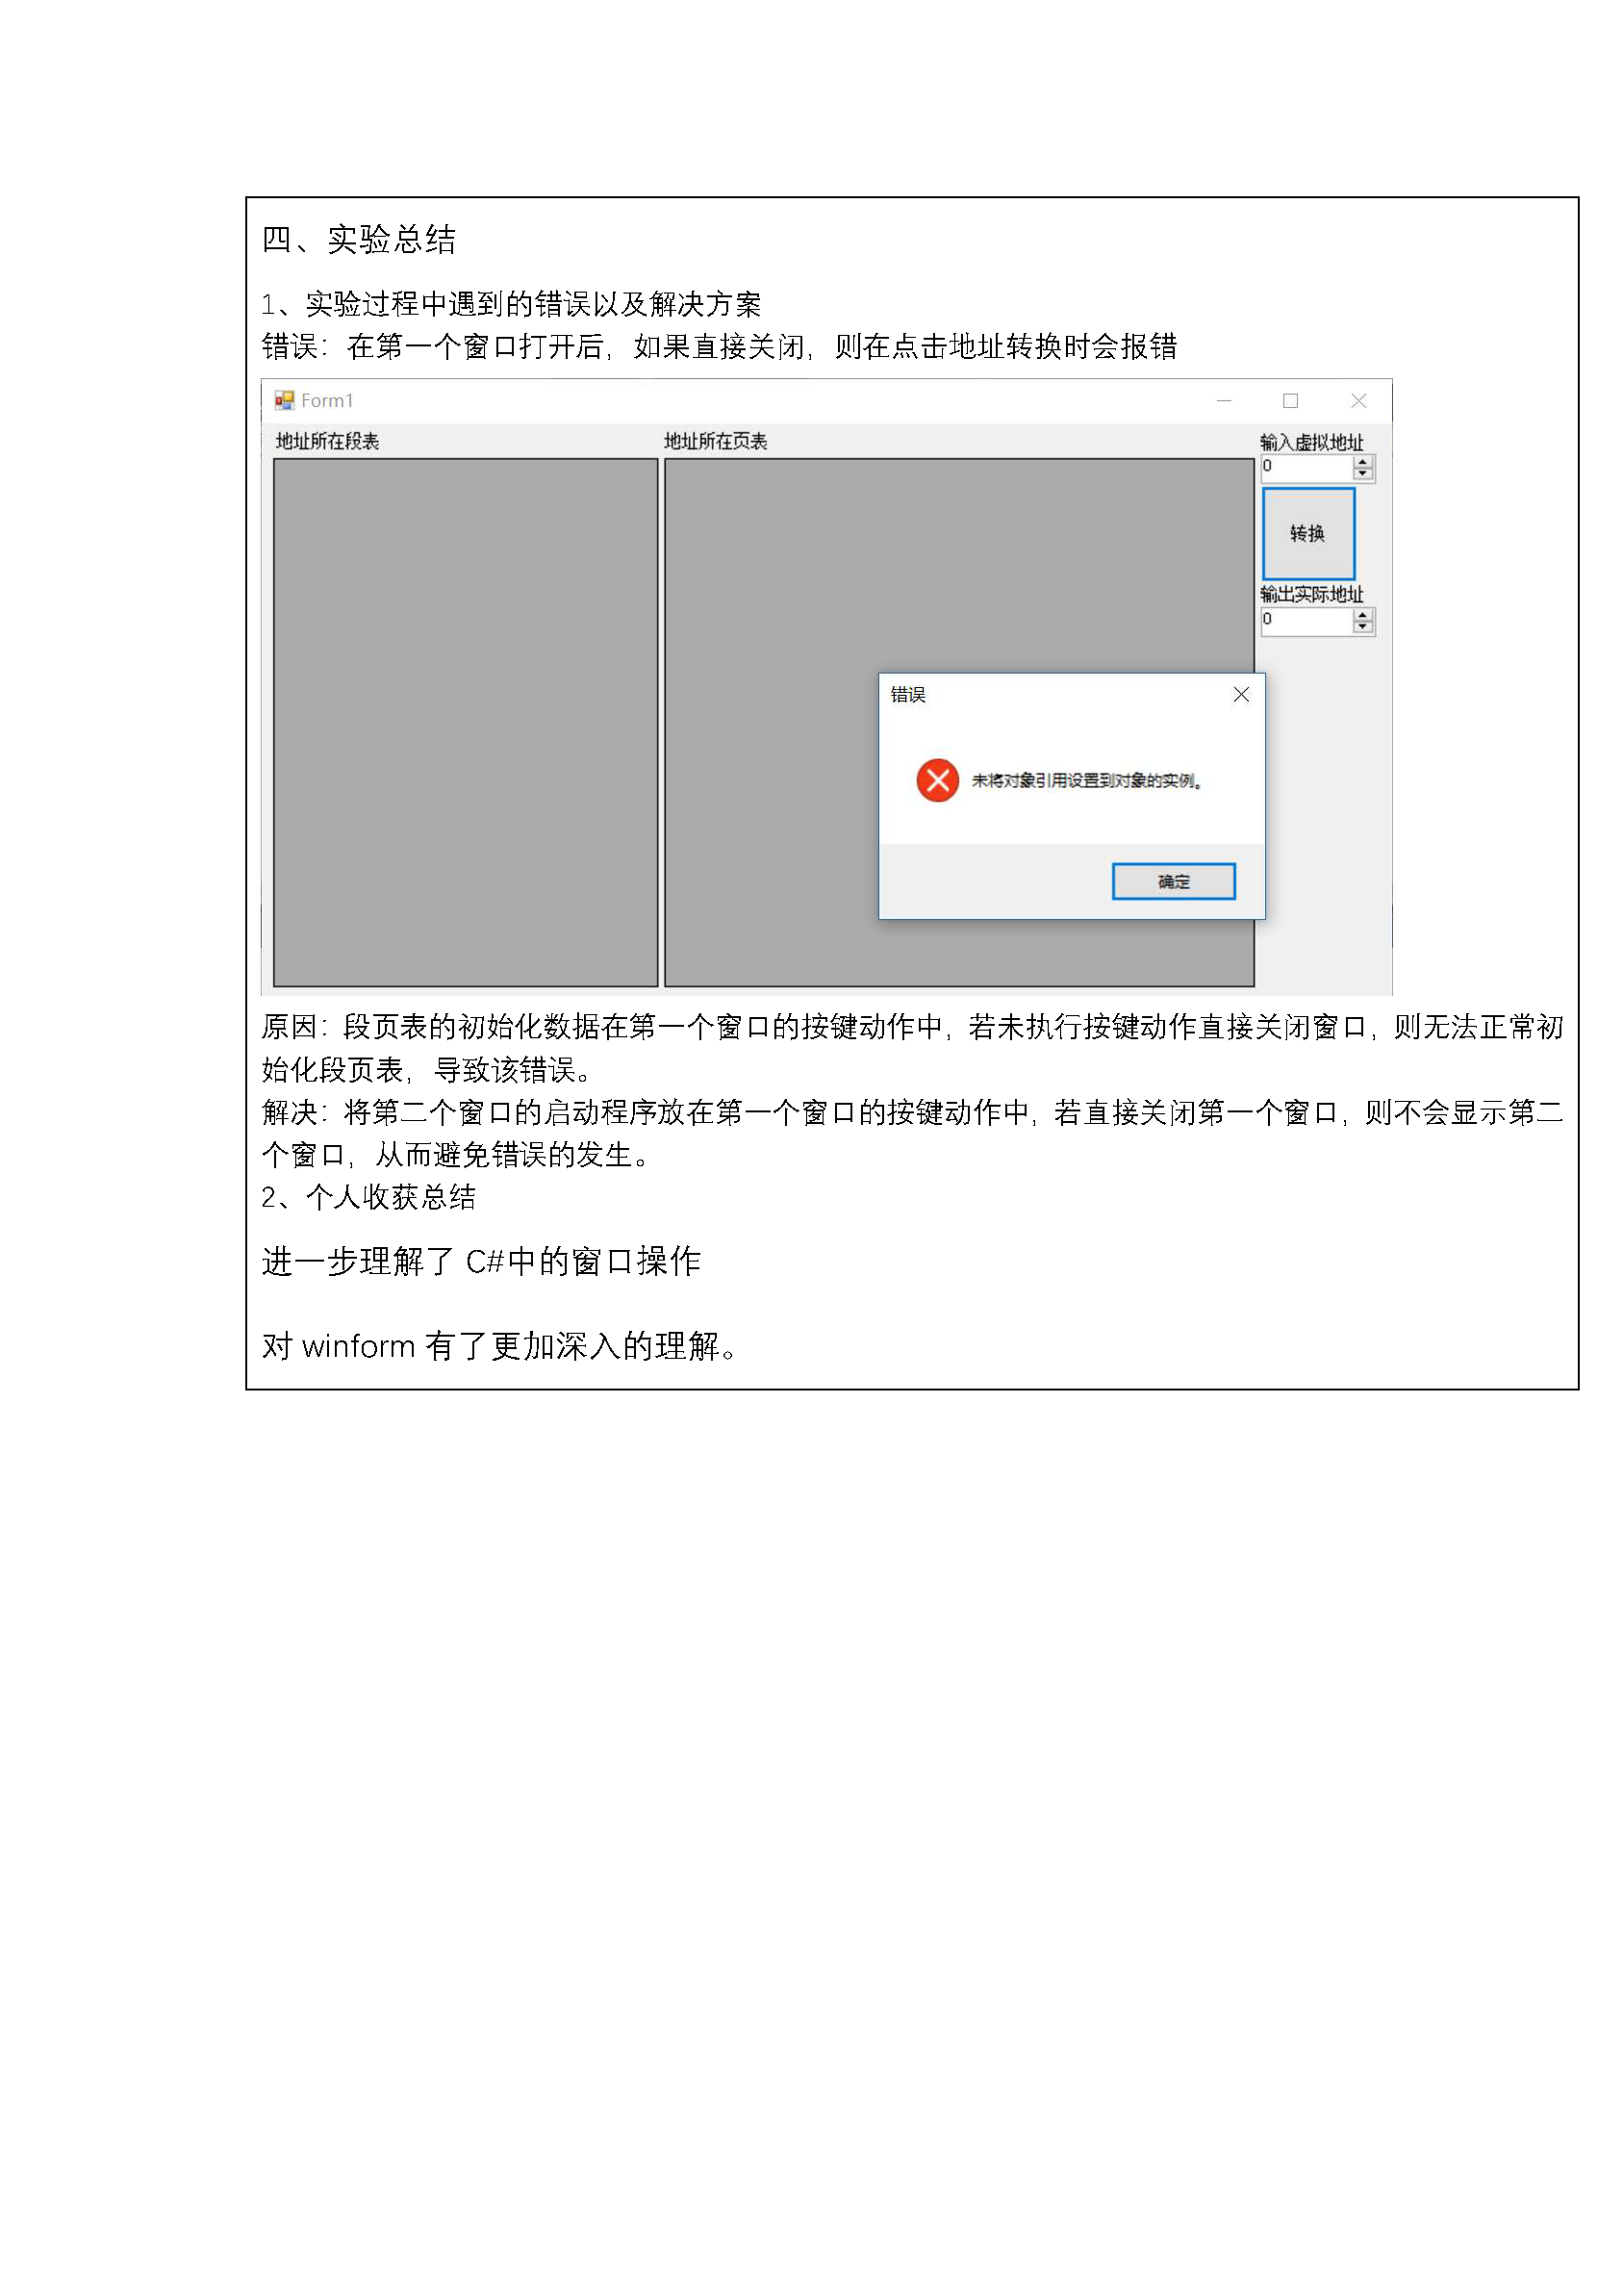 四、实验总结
1、实验过程中遇到的错误以及解决方案
错误：在第一个窗口打开后，如果直接关闭，则在点击地址转换时会报错
Form1
地址所在段表
地址所在页表
输入虚拟地址
0
转换
输出实际地址
0
错误
未将对象引用设置到对象的实例。
确定
原因：段页表的初始化数据在第一个窗口的按键动作中，若未执行按键动作直接关闭窗口，则无法正常初
始化段页表，导致该错误。
解决：将第二个窗口的启动程序放在第一个窗口的按键动作中，若直接关闭第一个窗口，则不会显示第二
个窗口，从而避免错误的发生。
2、个人收获总结
进一步理解了 C#中的窗口操作
对 winform 有了更加深入的理解。